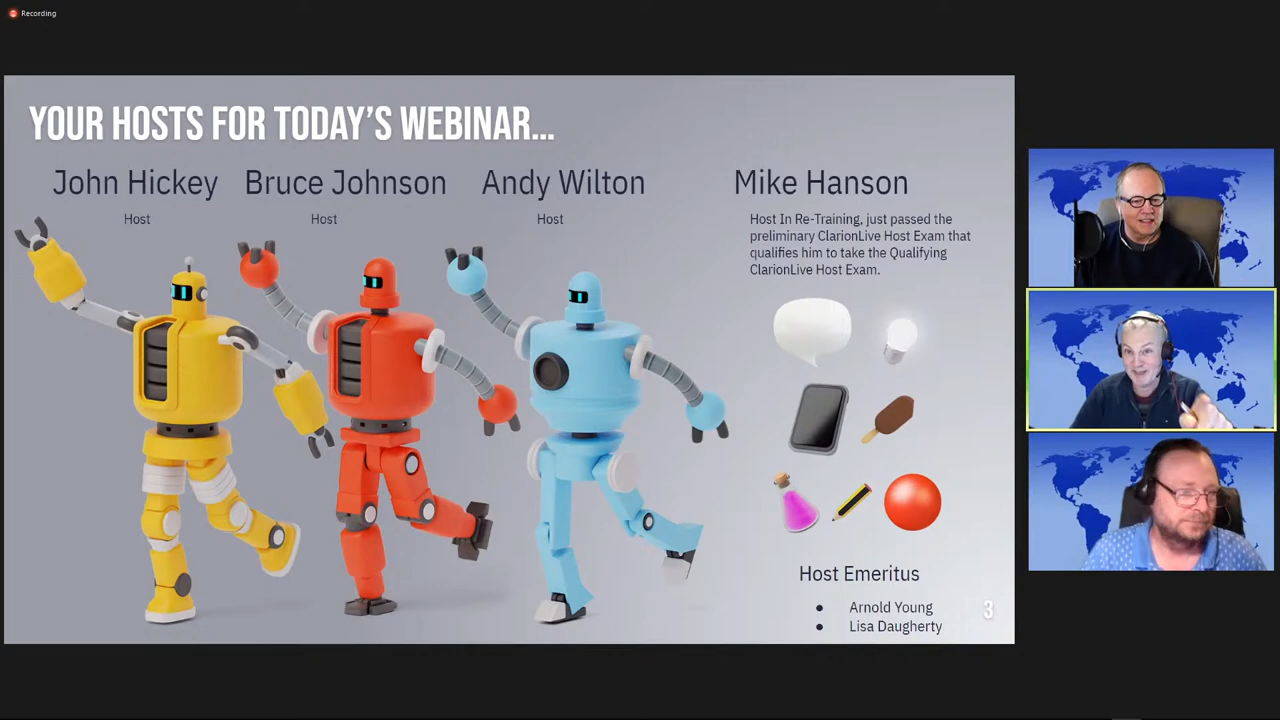 Recording
YOUR HOSTS FOR TODAY'S WEBINAR...
John Hickey
Host
Bruce Johnson
Host
Andy Wilton
Host
Mike Hanson
Host In Re-Training, just passed the
preliminary ClarionLive Host Exam that
qualifies him to take the Qualifying
ClarionLive Host Exam.
Host Emeritus
● Arnold Young
● Lisa Daugherty
3